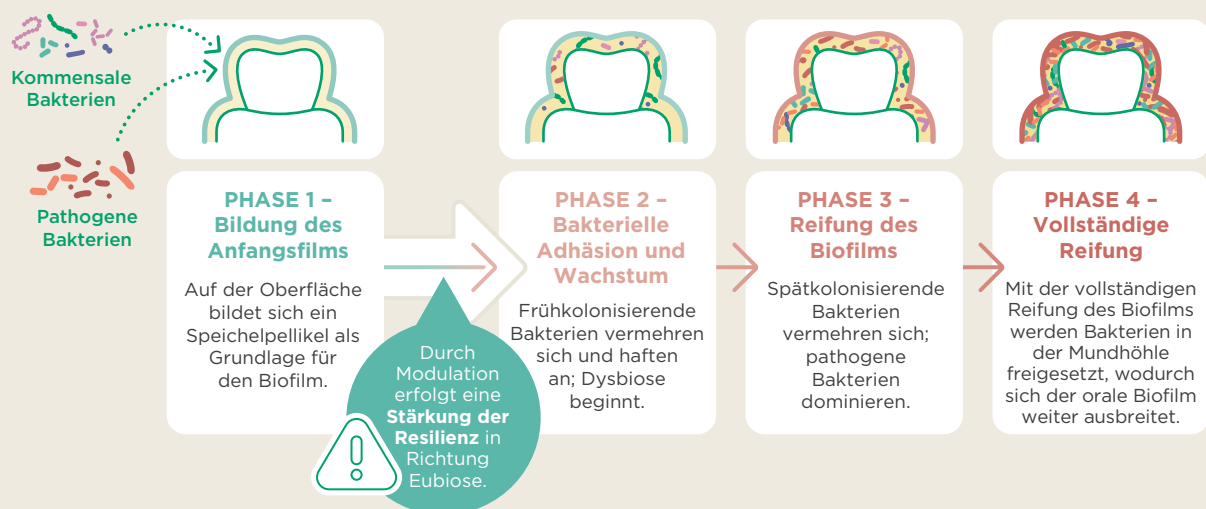 Kommensale
Bakterien
Pathogene
Bakterien
PHASE 1 –
Bildung des
Anfangsfilms
Auf der Oberfläche
bildet sich ein
Speichelpellikel als
Grundlage für
den Biofilm.
Durch
Modulation
erfolgt eine
Stärkung der
Resilienz in
Richtung
Eubiose.
PHASE 2 –
Bakterielle
Adhäsion und
Wachstum
Frühkolonisierende
Bakterien vermehren
sich und haften
an; Dysbiose
beginnt.
PHASE 3 –
Reifung des
Biofilms
Spätkolonisierende
Bakterien
vermehren sich;
pathogene
Bakterien
dominieren.
PHASE 4 –
Vollständige
Reifung
Mit der vollständigen
Reifung des Biofilms
werden Bakterien in
der Mundhöhle
freigesetzt, wodurch
sich der orale Biofilm
weiter ausbreitet.